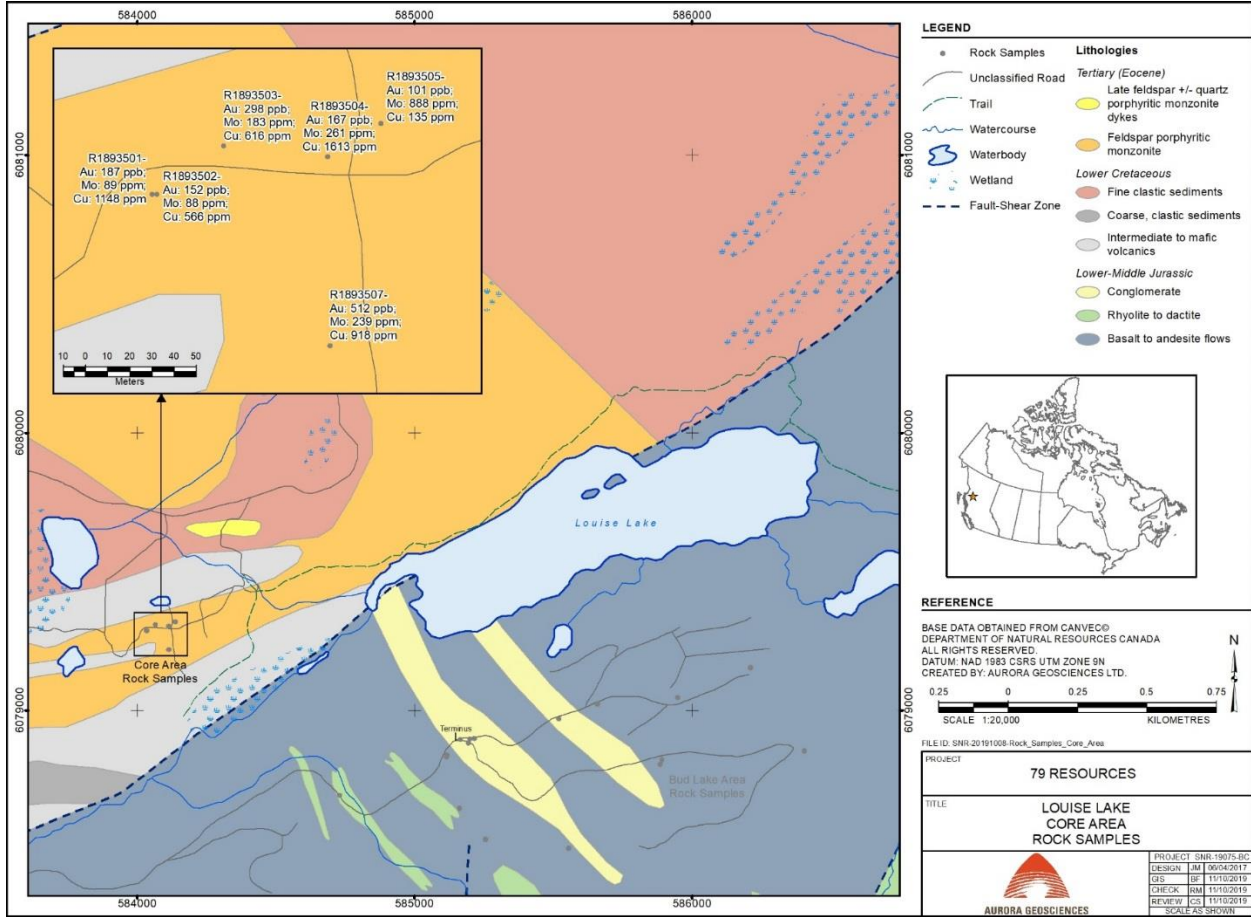 584000
585000
586000
6081000
6080000
6079000
6081000
6080000
6079000
584000
585000
586000
R1893501-
Au: 187 ppb;
Mo: 89 ppm;
Cu: 1148 ppm
R1893502-
Au: 152 ppb;
Mo: 88 ppm;
Cu: 566 ppm
R1893503-
Au: 298 ppb;
Mo: 183 ppm;
Cu: 616 ppm
R1893504-
Au: 167 ppb;
Mo: 261 ppm;
Cu: 1613 ppm
R1893505-
Au: 101 ppb;
Mo: 888 ppm;
Cu: 135 ppm
R1893507-
Au: 512 ppb;
Mo: 239 ppm;
Cu: 918 ppm
10 0 10 20 30 40 50
Meters
Louise Lake
Core Area
Rock Samples
Terminus
Bud Lake Area
Rock Samples
LEGEND
Rock Samples
Unclassified Road
Trail
Watercourse
Waterbody
Wetland
Fault-Shear Zone
Lithologies
Tertiary (Eocene)
Late feldspar +/- quartz
porphyritic monzonite
dykes
Feldspar porphyritic
monzonite
Lower Cretaceous
Fine clastic sediments
Coarse, clastic sediments
Intermediate to mafic
volcanics
Lower-Middle Jurassic
Conglomerate
Rhyolite to dactite
Basalt to andesite flows
REFERENCE
BASE DATA OBTAINED FROM CANVEC©
DEPARTMENT OF NATURAL RESOURCES CANADA
ALL RIGHTS RESERVED.
DATUM: NAD 1983 CSRS UTM ZONE 9N
CREATED BY: AURORA GEOSCIENCES LTD.
N
0.25 0 0.25 0.5 0.75
SCALE 1:20,000 KILOMETRES
FILE ID: SNR-20191008-Rock_Samples_Core_Area
PROJECT
79 RESOURCES
TITLE
LOUISE LAKE
CORE AREA
ROCK SAMPLES
AURORA GEOSCIENCES
PROJECT SNR-19075-BC
DESIGN JM 06/04/2017
GIS BF 11/10/2019
CHECK RM 11/10/2019
REVIEW CS 11/10/2019
SCALE AS SHOWN